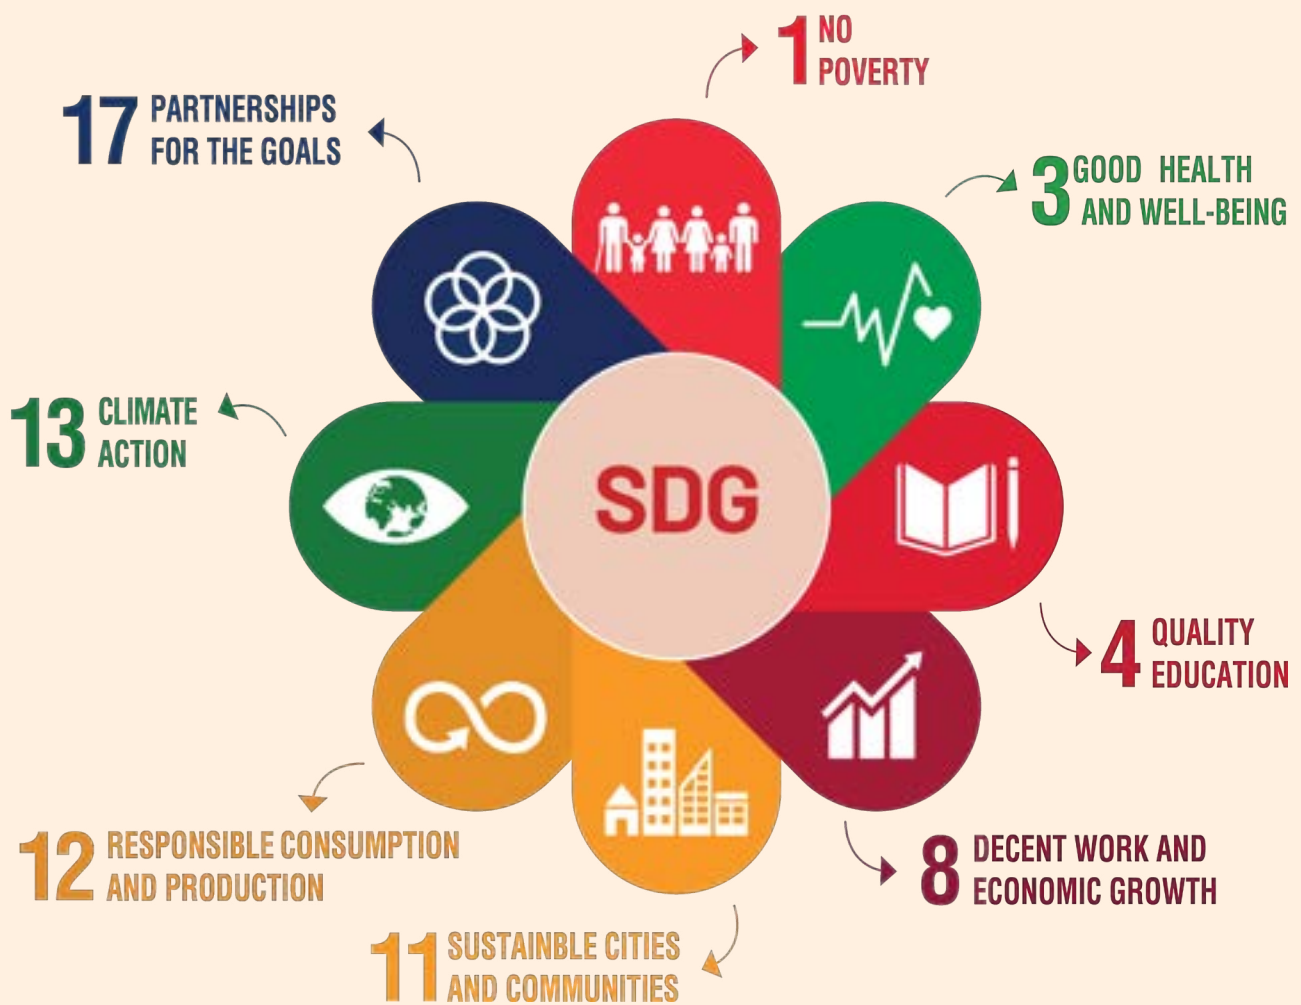 1 NO
POVERTY
3 GOOD HEALTH
AND WELL-BEING
4 QUALITY
EDUCATION
8 DECENT WORK AND
ECONOMIC GROWTH
11 SUSTAINBLE CITIES
AND COMMUNITIES
12 RESPONSIBLE CONSUMPTION
AND PRODUCTION
13 CLIMATE
ACTION
17 PARTNERSHIPS
FOR THE GOALS
SDG